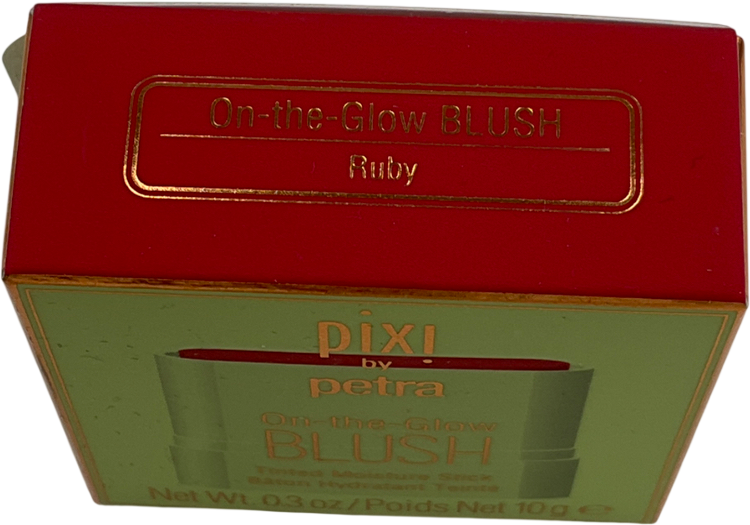 On-the-Glow BLUSH
Ruby
pixi
by
petra
On-the-Glow
BLUSH
Tinted Moisture Stick
Bâton Hydratant Teinté
Net Wt. 0.3 oz / Poids Net 10 g e